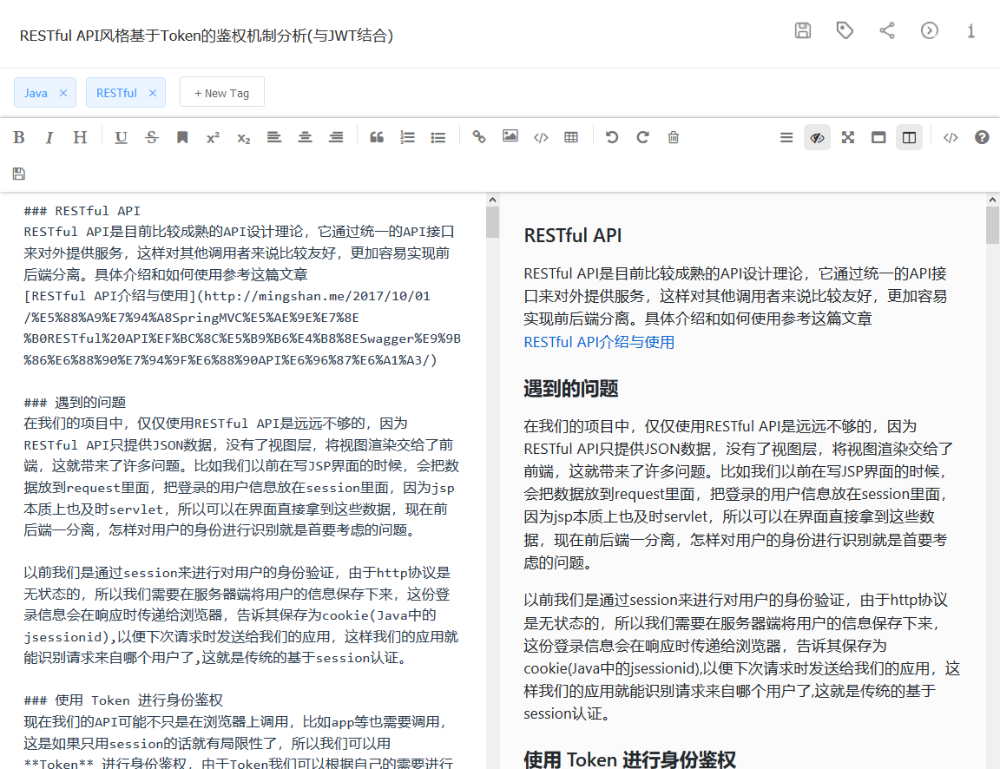 RESTful API风格基于Token的鉴权机制分析(与JWT结合)
Java ×
RESTful ×
+ New Tag
### RESTful API
RESTful API是目前比较成熟的API设计理论，它通过统一的API接口
来对外提供服务，这样对其他调用者来说比较友好，更加容易实现前
后端分离。具体介绍和如何使用参考这篇文章
[RESTful API介绍与使用](http://mingshan.me/2017/10/01
/%E5%88%A9%E7%94%A8SpringMVC%E5%AE%9E%E7%8E
%B0RESTful%20API%EF%BC%8C%E5%B9%B6%E4%B8%8ESwagger%E9%9B
%86%E6%88%90%E7%94%9F%E6%88%90API%E6%96%87%E6%A1%A3/)
### 遇到的问题
在我们的项目中，仅仅使用RESTful API是远远不够的，因为
RESTful API只提供JSON数据，没有了视图层，将视图渲染交给了前
端，这就带来了许多问题。比如我们以前在写JSP界面的时候，会把数
据放到request里面，把登录的用户信息放在session里面，因为jsp
本质上也及时servlet，所以可以在界面直接拿到这些数据，现在前
后端一分离，怎样对用户的身份进行识别就是首要考虑的问题。
以前我们是通过session来进行对用户的身份验证，由于http协议是
无状态的，所以我们需要在服务器端将用户的信息保存下来，这份登
录信息会在响应时传递给浏览器，告诉其保存为cookie(Java中的
jsessionid),以便下次请求时发送给我们的应用，这样我们的应用就
能识别请求来自哪个用户了,这就是传统的基于session认证。
### 使用 Token 进行身份鉴权
现在我们的API可能不只是在浏览器上调用，比如app等也需要调用，
这是如果只用session的话就有局限性了，所以我们可以用
**Token** 进行身份鉴权，由于Token我们可以根据自己的需要进行
RESTful API
RESTful API是目前比较成熟的API设计理论，它通过统一的API接
口来对外提供服务，这样对其他调用者来说比较友好，更加容易
实现前后端分离。具体介绍和如何使用参考这篇文章
RESTful API介绍与使用
遇到的问题
在我们的项目中，仅仅使用RESTful API是远远不够的，因为
RESTful API只提供JSON数据，没有了视图层，将视图渲染交给了
前端，这就带来了许多问题。比如我们以前在写JSP界面的时候，
会把数据放到request里面，把登录的用户信息放在session里面，
因为jsp本质上也及时servlet，所以可以在界面直接拿到这些数
据，现在前后端一分离，怎样对用户的身份进行识别就是首要考
虑的问题。
以前我们是通过session来进行对用户的身份验证，由于http协议
是无状态的，所以我们需要在服务器端将用户的信息保存下来，
这份登录信息会在响应时传递给浏览器，告诉其保存为
cookie(Java中的jsessionid),以便下次请求时发送给我们的应用，这
样我们的应用就能识别请求来自哪个用户了,这就是传统的基于
session认证。
使用 Token 进行身份鉴权